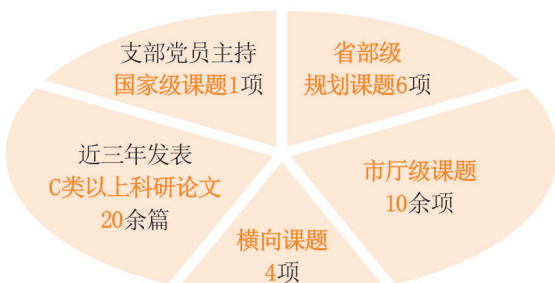 支部党员主持
国家级课题1项
省部级
规划课题6项
近三年发表
C类以上科研论文
20余篇
市厅级课题
10余项
横向课题
4项